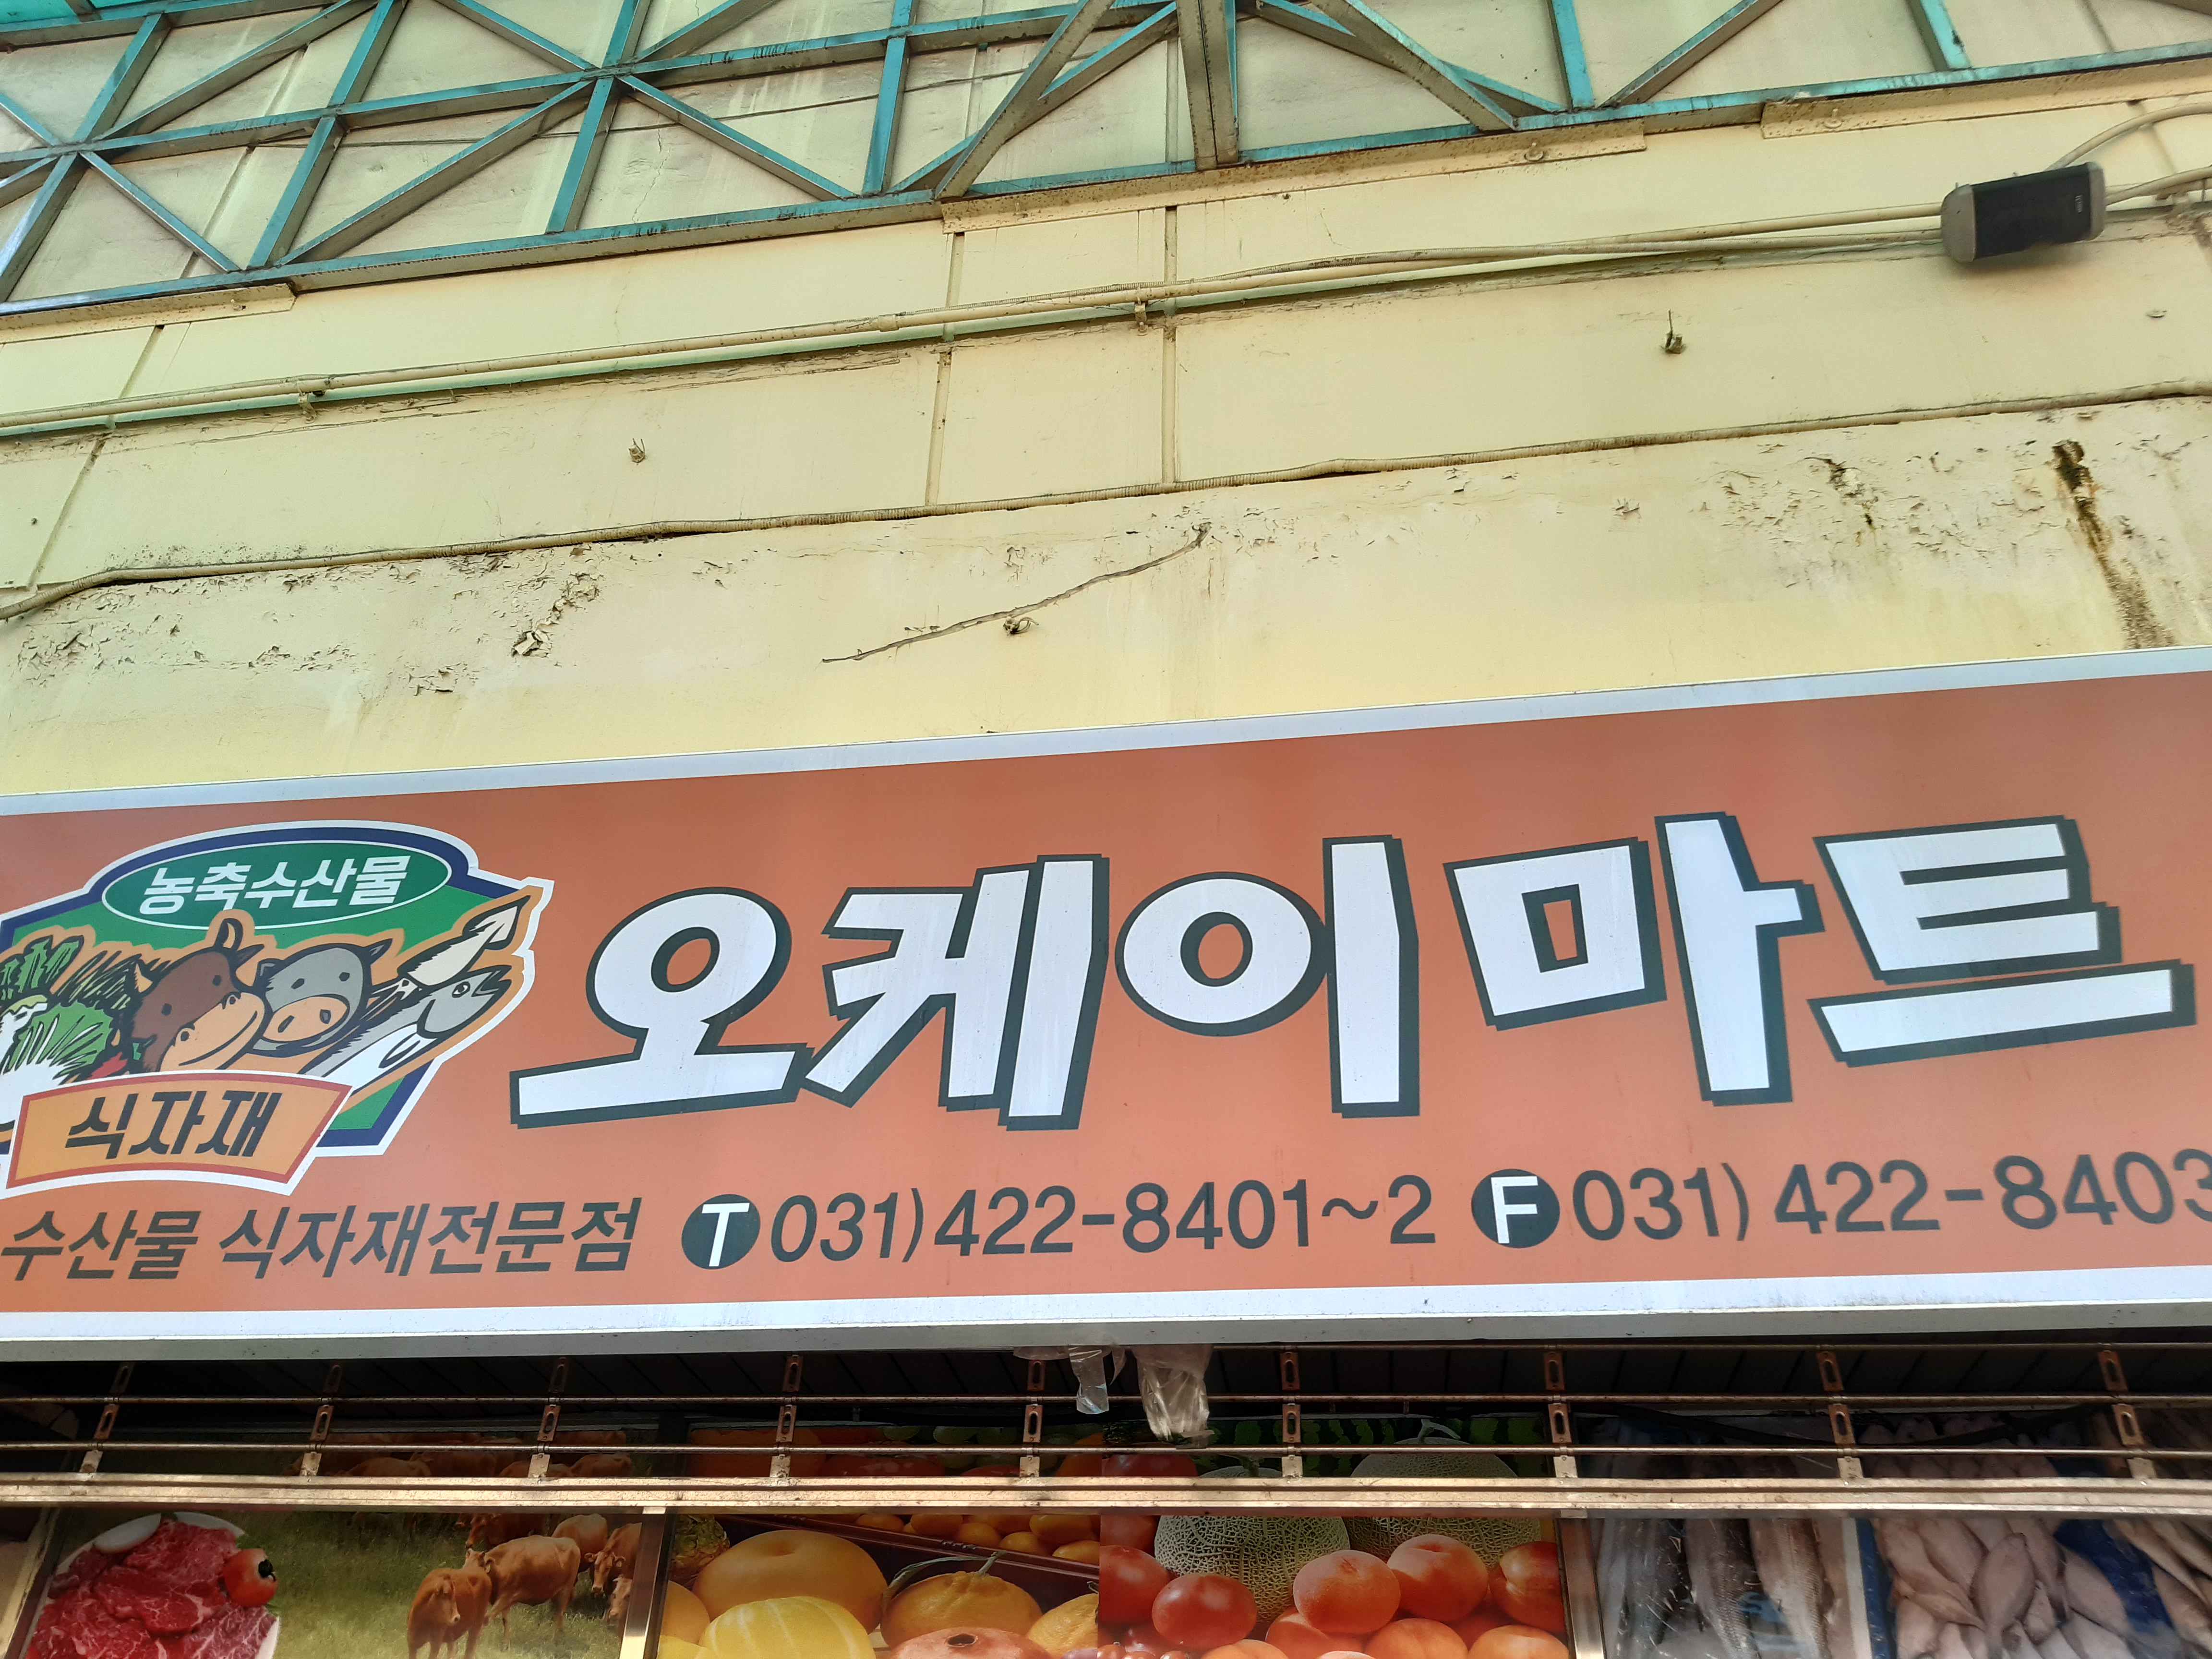 농축수산물
식자재
오케이마트
수산물 식자재전문점 T 031)422-8401~2 F 031)422-8403